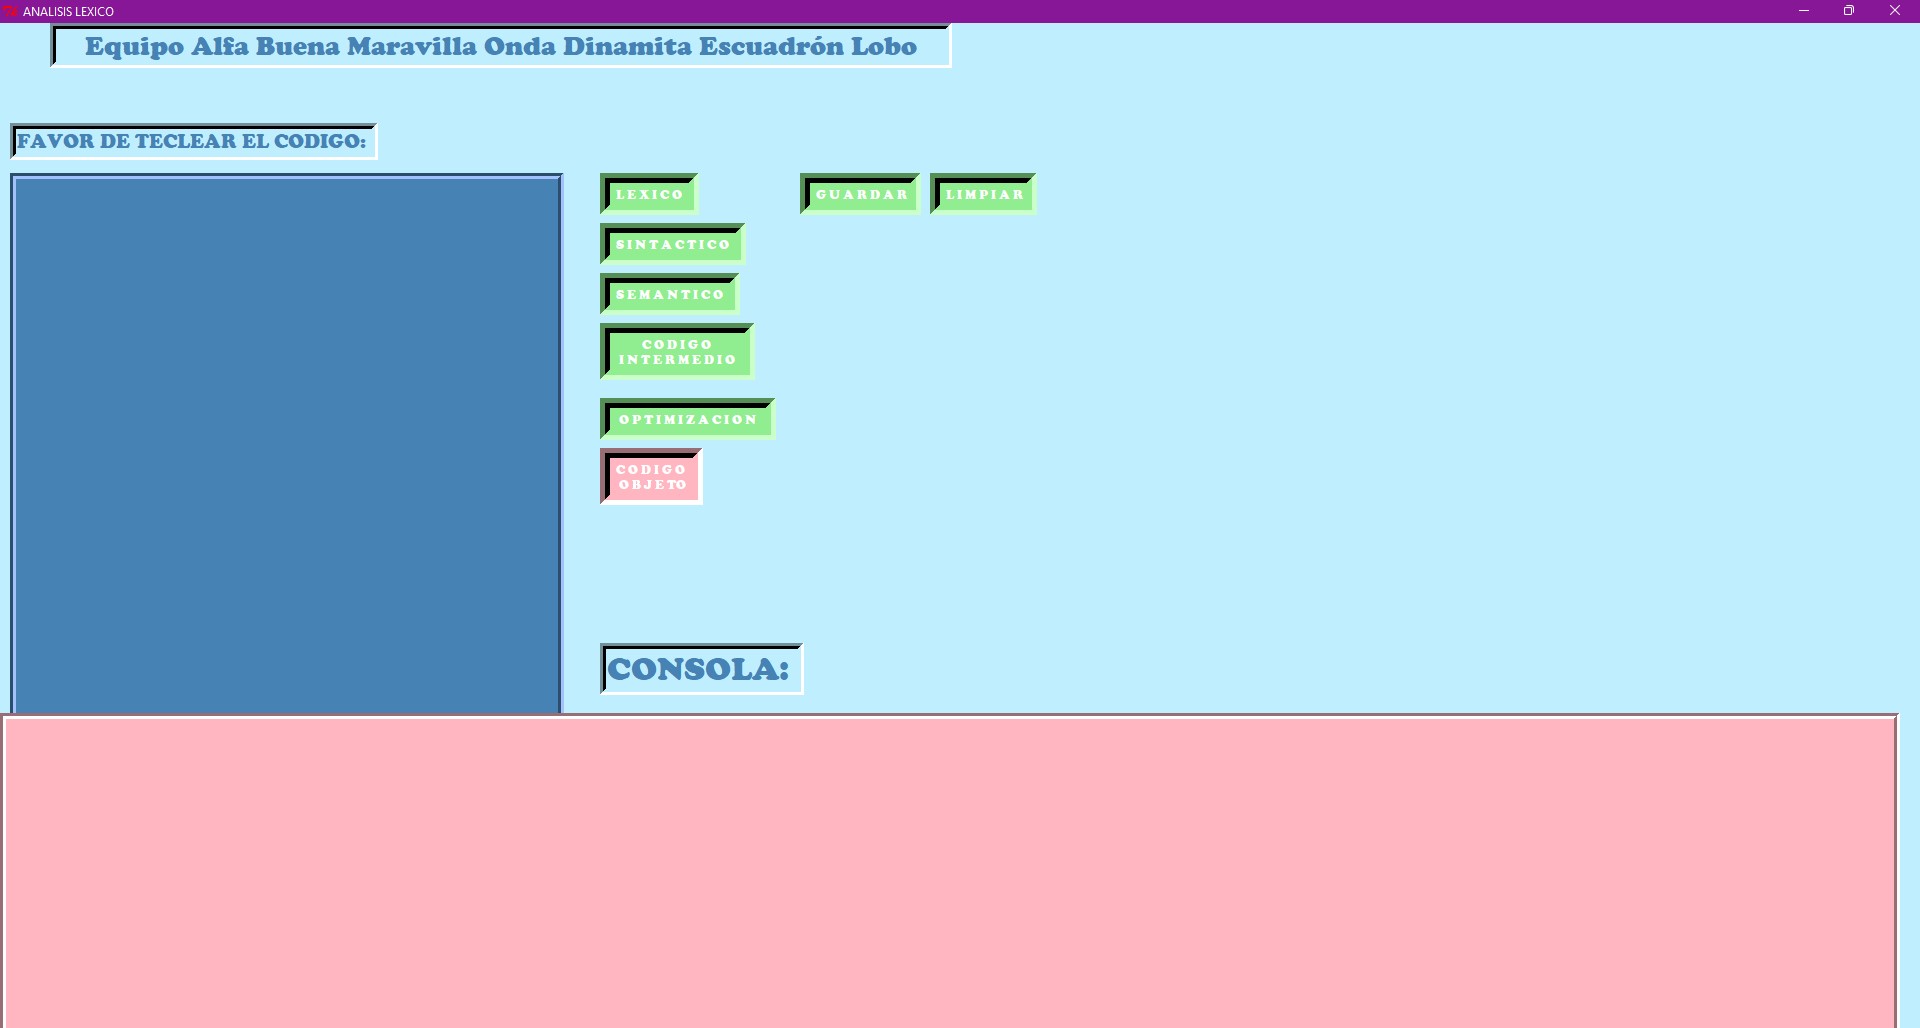 ANALISIS LEXICO
Equipo Alfa Buena Maravilla Onda Dinamita Escuadrón Lobo
FAVOR DE TECLEAR EL CODIGO:
LEXICO
GUARDAR
LIMPIAR
SINTACTICO
SEMANTICO
CODIGO
INTERMEDIO
OPTIMIZACION
CODIGO
OBJETO
CONSOLA: